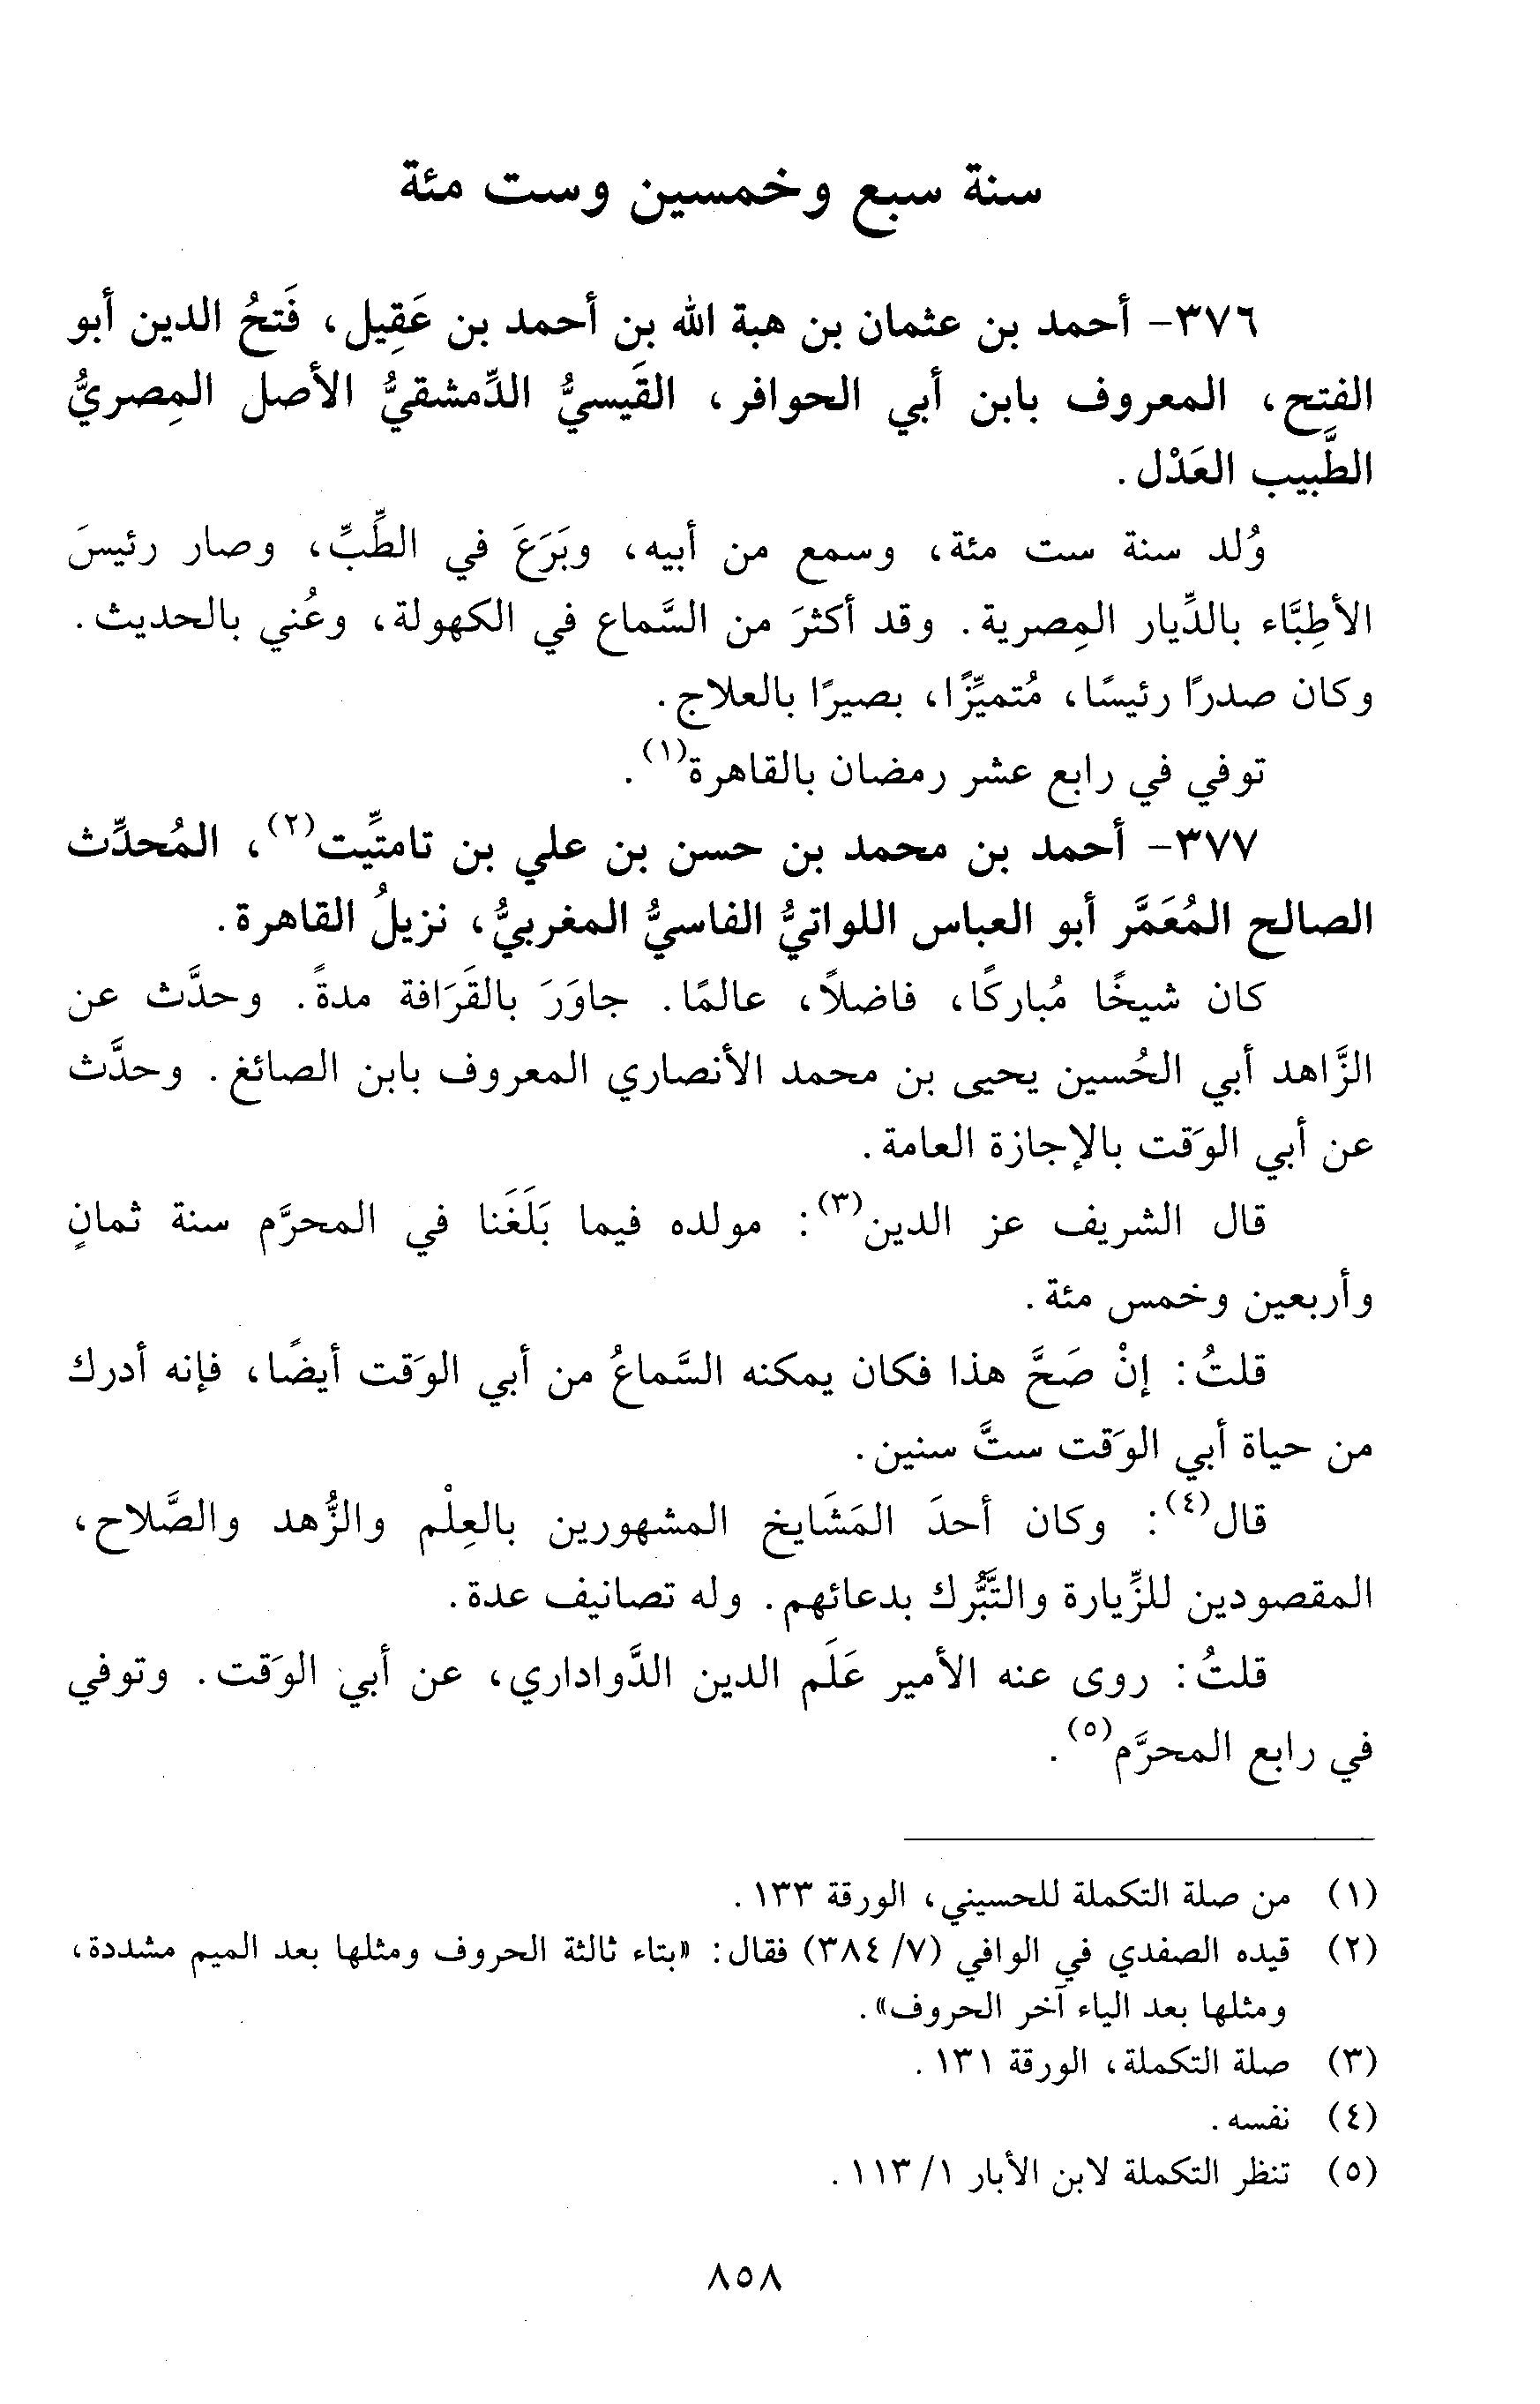 سنة سبع وخمسين وست مئة
٣٧٦- أحمد بن عثمان بن هبة الله بن أحمد بن عَقِيل، فَتحُ الدين أبو
الفتح، المعروف بابن أبي الحوافر، القَيسيُّ الدِّمشقيُّ الأصل المِصريُّ
الطَّبيب العَدْل.
وُلد سنة ست مئة، وسمع من أبيه، وبَرَعَ في الطِّبِّ، وصار رئيسَ
الأطِبَّاء بالدِّيار المِصرية. وقد أكثرَ من السَّماع في الكهولة، وعُني بالحديث.
وكان صدرًا رئيسًا، مُتميِّزًا، بصيرًا بالعلاج.
توفي في رابع عشر رمضان بالقاهرة(١).
٣٧٧- أحمد بن محمد بن حسن بن علي بن تامتِّيت(٢)، المُحدِّث
الصالح المُعَمَّر أبو العباس اللواتيُّ الفاسيُّ المغربيُّ، نزيلُ القاهرة.
كان شيخًا مُباركًا، فاضلاً، عالمًا. جاوَرَ بالقَرَافة مدةً. وحدَّث عن
الزَّاهد أبي الحُسين يحيى بن محمد الأنصاري المعروف بابن الصائغ. وحدَّث
عن أبي الوَقت بالإجازة العامة.
قال الشريف عز الدين(٣): مولده فيما بَلَغَنا في المحرَّم سنة ثمانٍ
وأربعين وخمس مئة.
قلتُ: إنْ صَحَّ هذا فكان يمكنه السَّماعُ من أبي الوَقت أيضًا، فإنه أدرك
من حياة أبي الوَقت ستَّ سنين.
قال(٤): وكان أحدَ المَشَايخ المشهورين بالعِلْم والزُّهد والصَّلاح،
المقصودين للزِّيارة والتَّبُّرك بدعائهم. وله تصانيف عدة.
قلتُ: روى عنه الأمير عَلَم الدين الدَّواداري، عن أبي الوَقت. وتوفي
في رابع المحرَّم(٥).
(١) من صلة التكملة للحسيني، الورقة ١٣٣.
(٢) قيده الصفدي في الوافي (٧/ ٣٨٤) فقال: «بتاء ثالثة الحروف ومثلها بعد الميم مشددة،
ومثلها بعد الياء آخر الحروف».
(٣) صلة التكملة، الورقة ١٣١.
(٤) نفسه.
(٥) تنظر التكملة لابن الأبار ١/ ١١٣.
٨٥٨